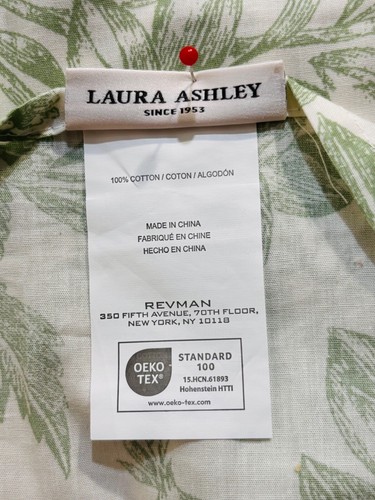 LAURA ASHLEY
SINCE 1953
100% COTTON / COTON / ALGODÓN
MADE IN CHINA
FABRIQUÉ EN CHINE
HECHO EN CHINA
REVMAN
350 FIFTH AVENUE, 70TH FLOOR,
NEW YORK, NY 10118
OEKO
TEX®
STANDARD
100
15.HCN.61893
Hohenstein HTTI
www.oeko-tex.com